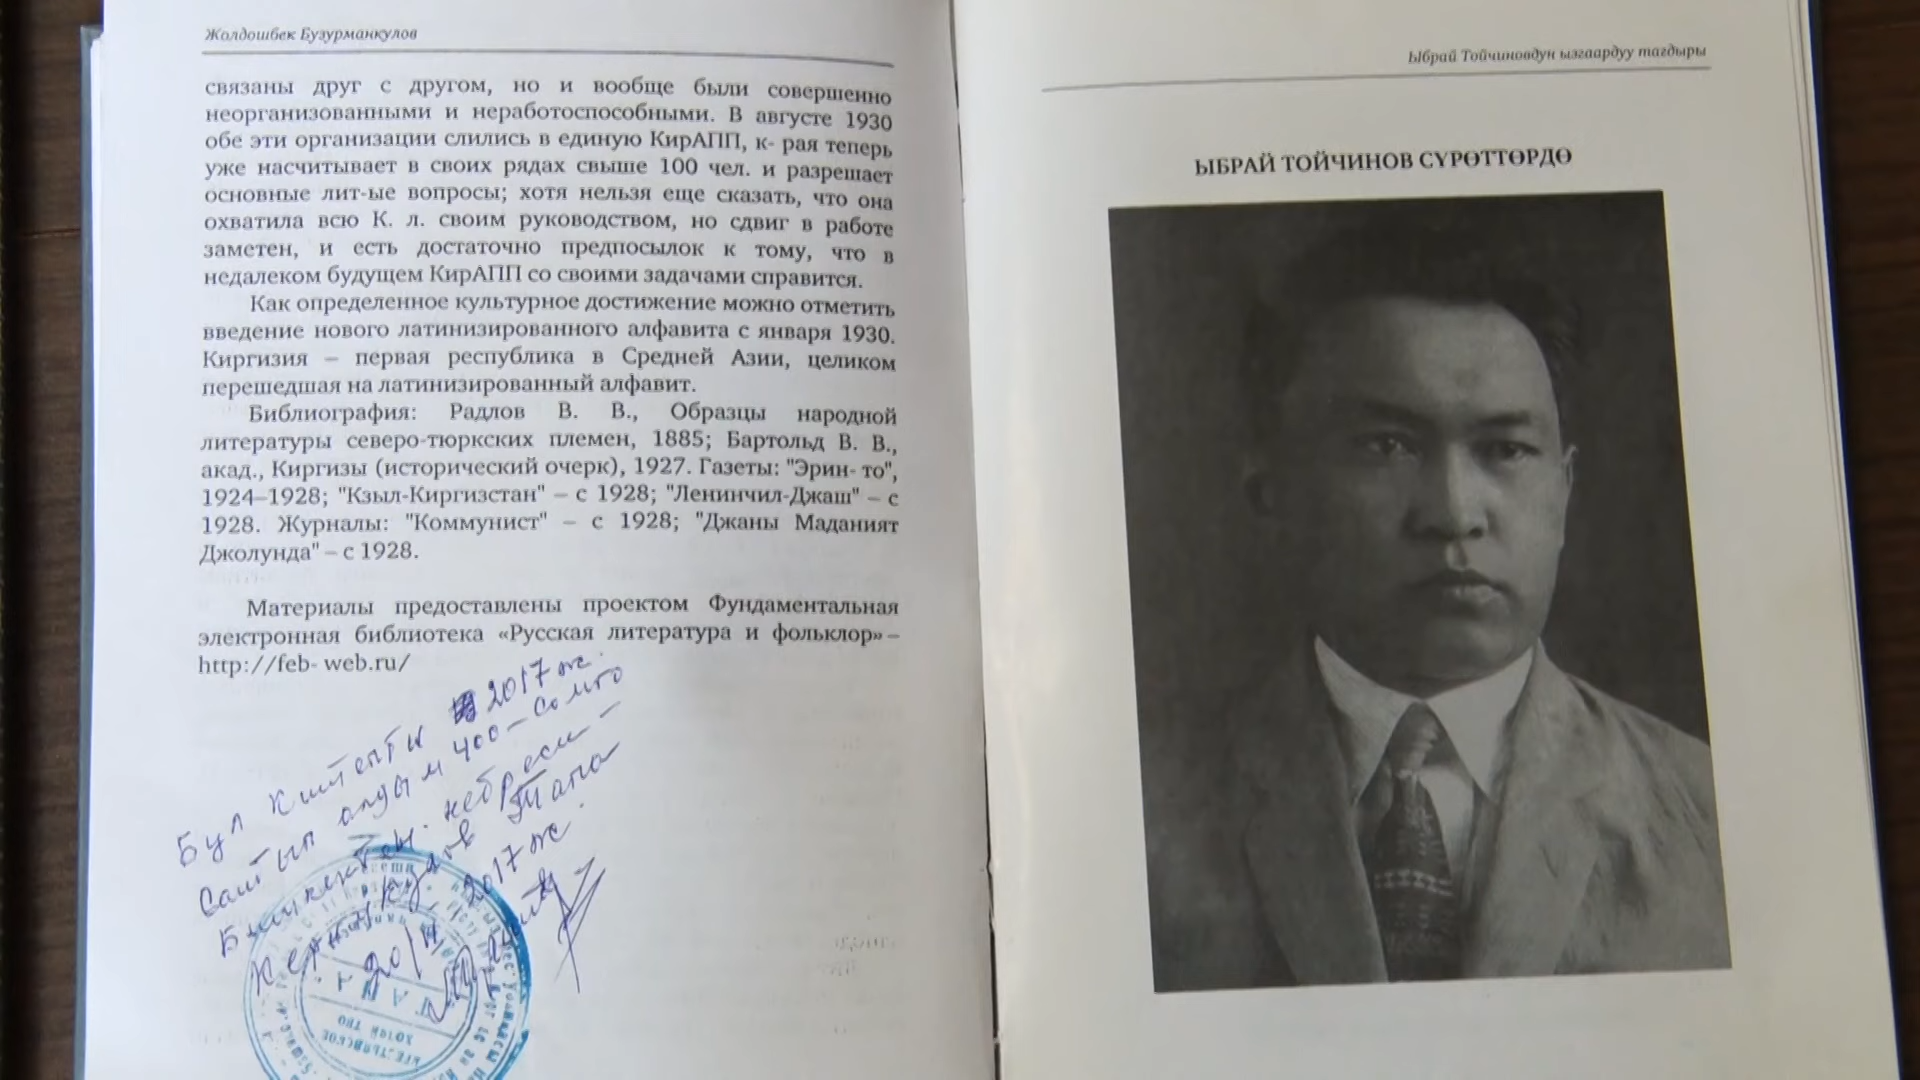 Жолдошбек Бузурманкулов
связаны друг с другом, но и вообще были совершенно
неорганизованными и неработоспособными. В августе 1930
обе эти организации слились в единую КирАПП, к- рая теперь
уже насчитывает в своих рядах свыше 100 чел. и разрешает
основные лит-ые вопросы; хотя нельзя еще сказать, что она
охватила всю К. л. своим руководством, но сдвиг в работе
заметен, и есть достаточно предпосылок к тому, что в
недалеком будущем КирАПП со своими задачами справится.
Как определенное культурное достижение можно отметить
введение нового латинизированного алфавита с января 1930.
Киргизия – первая республика в Средней Азии, целиком
перешедшая на латинизированный алфавит.
Библиография: Радлов В. В., Образцы народной
литературы северо-тюркских племен, 1885; Бартольд В. В.,
акад., Киргизы (исторический очерк), 1927. Газеты: "Эрин- то",
1924–1928; "Кзыл-Киргизстан" – с 1928; "Ленинчил-Джаш" – с
1928. Журналы: "Коммунист" – с 1928; "Джаны Маданият
Джолунда" – с 1928.
Материалы предоставлены проектом Фундаментальная
электронная библиотека «Русская литература и фольклор» –
http://feb- web.ru/
Бул китепти 2017 ж.
Сатып алдым 400 – сомго
Бишкектен. небреси –
2017 ж.
Ыбрай Тойчиновдун ызгаардуу тагдыры
ЫБРАЙ ТОЙЧИНОВ СҮРӨТТӨРДӨ